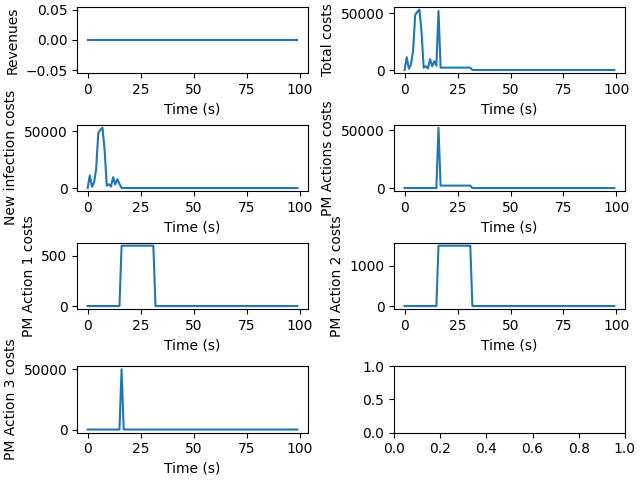 Revenues
0.05
0.00
−0.05
0 25 50 75 100
Time (s)
Total costs
50000
0
0 25 50 75 100
Time (s)
New infection costs
50000
0
0 25 50 75 100
Time (s)
PM Actions costs
50000
0
0 25 50 75 100
Time (s)
PM Action 1 costs
500
0
0 25 50 75 100
Time (s)
PM Action 2 costs
1000
0
0 25 50 75 100
Time (s)
PM Action 3 costs
50000
0
0 25 50 75 100
Time (s)
1.0
0.5
0.0
0.0 0.2 0.4 0.6 0.8 1.0